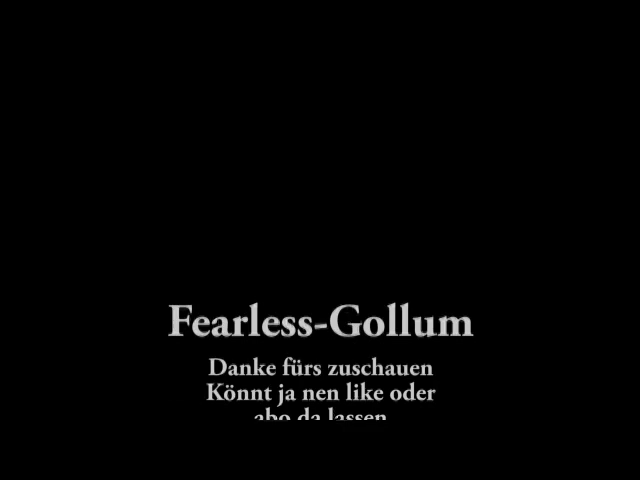 Fearless-Gollum
Danke fürs zuschauen
Könnt ja nen like oder
abo da lassen